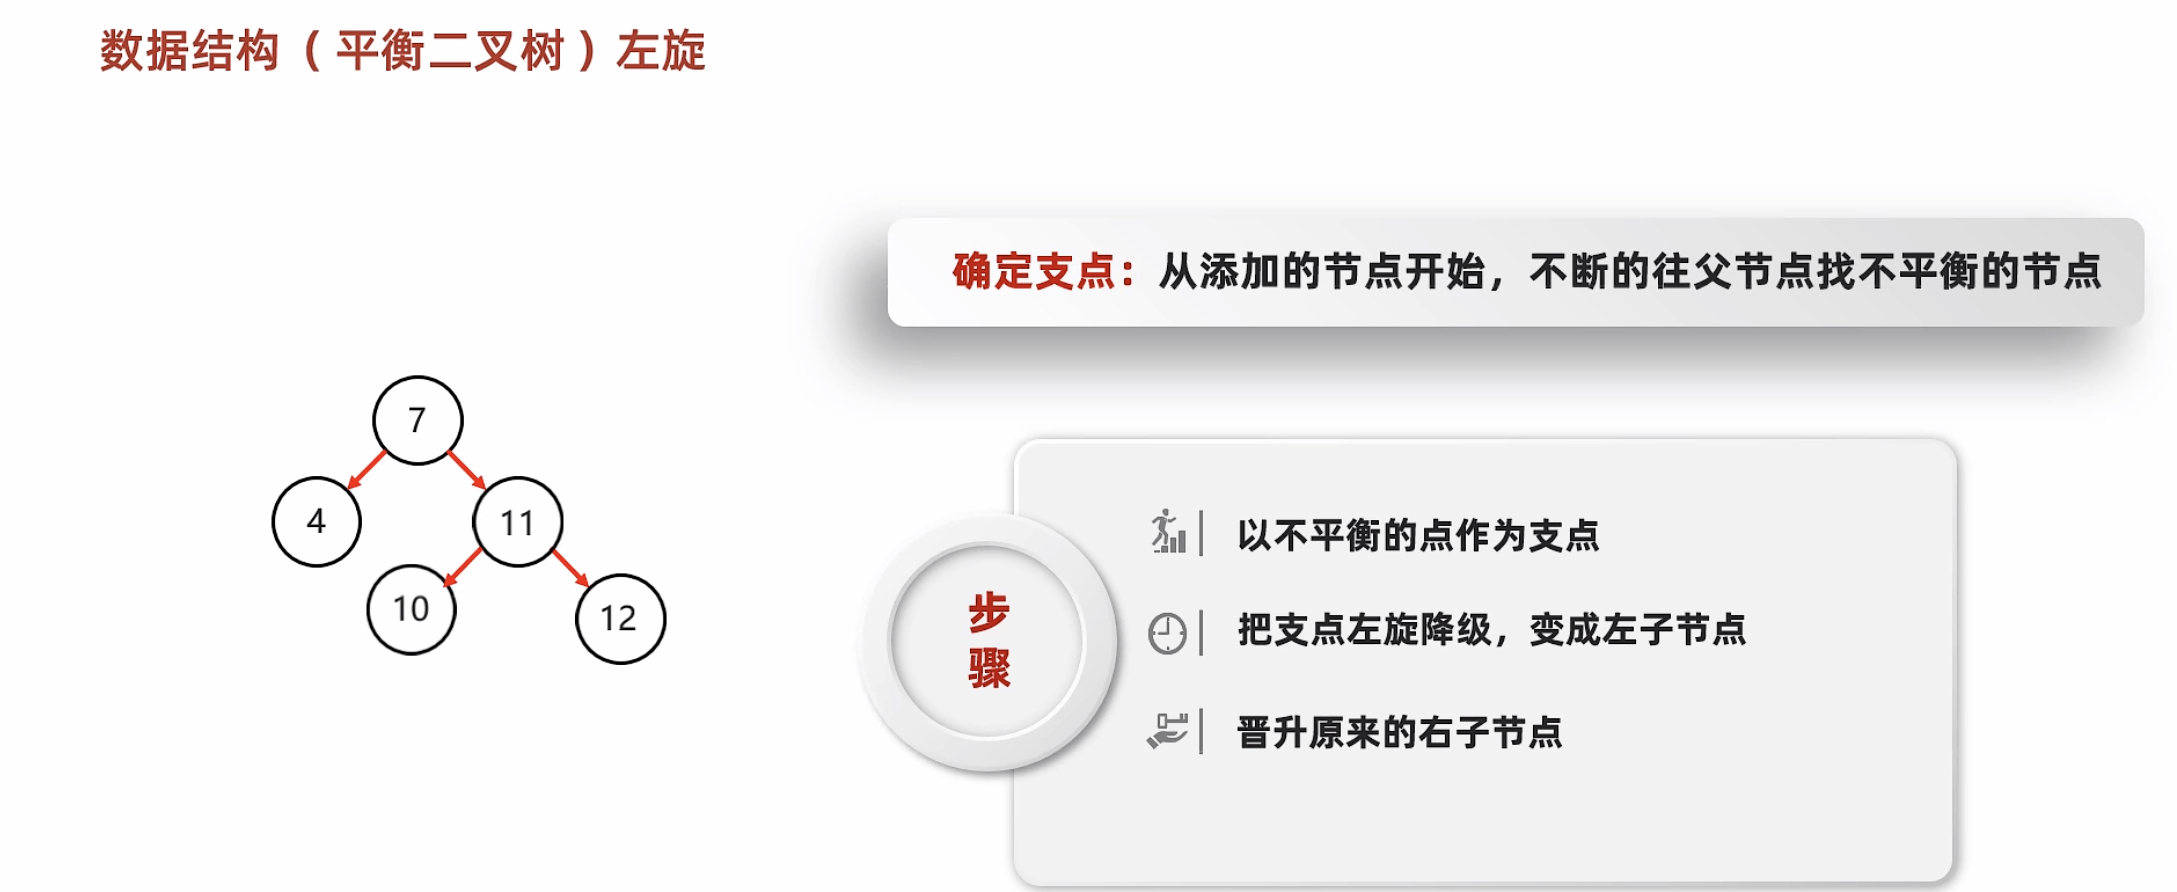 数据结构（平衡二叉树）左旋
确定支点：从添加的节点开始，不断的往父节点找不平衡的节点
7
4
11
10
12
步
骤
以不平衡的点作为支点
把支点左旋降级，变成左子节点
晋升原来的右子节点